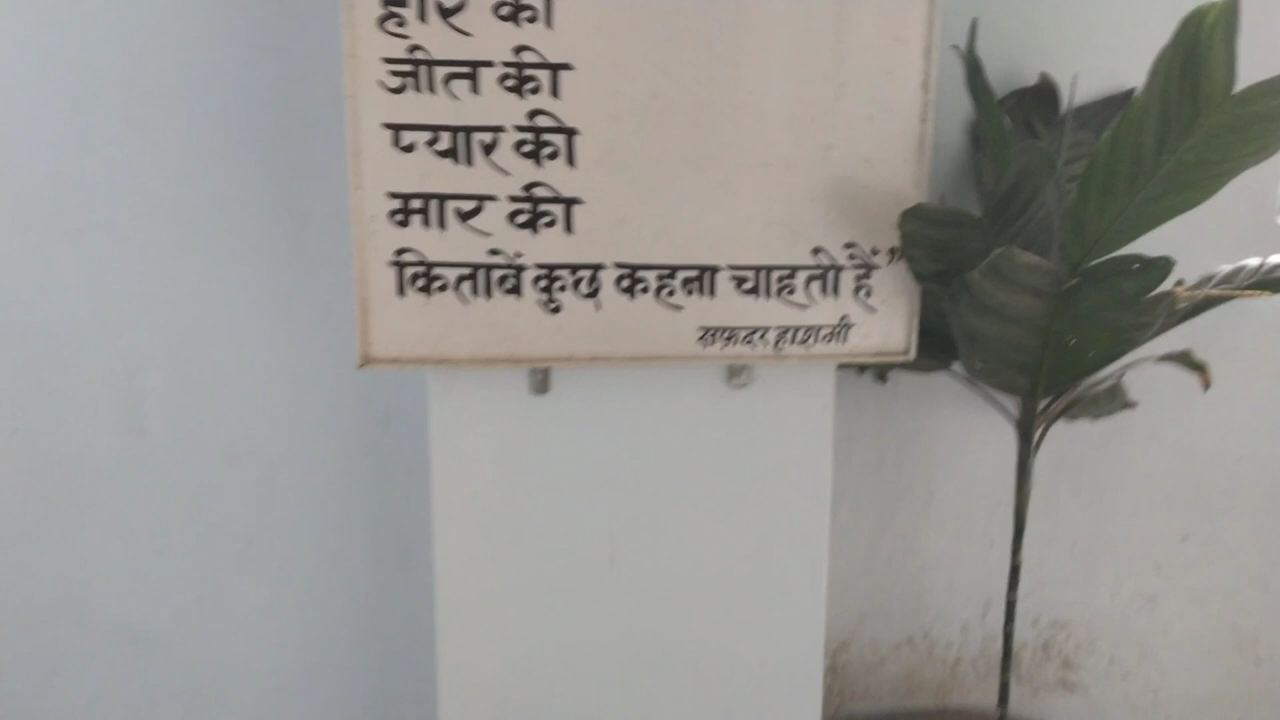 हार की
जीत की
प्यार की
मार की
किताबें कुछ कहना चाहती हैं”
सफ़दर हाशमी